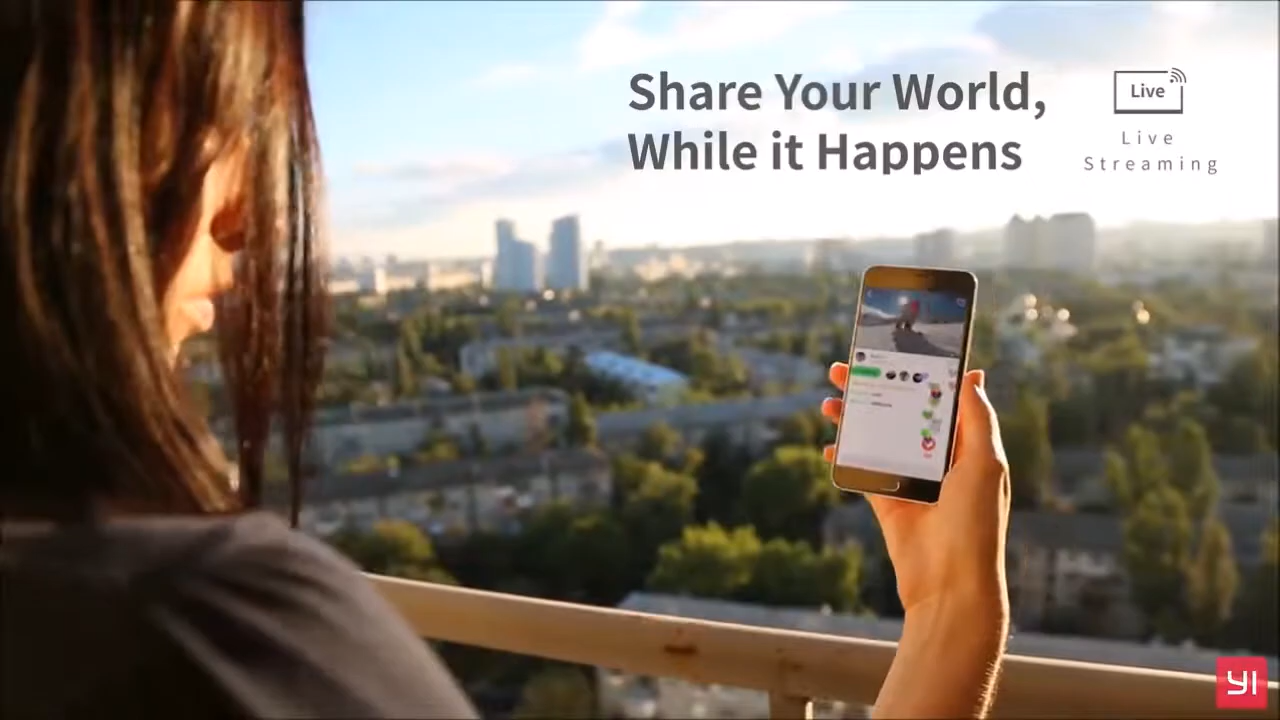 Share Your World,
While it Happens
Live
Live
Streaming
YI